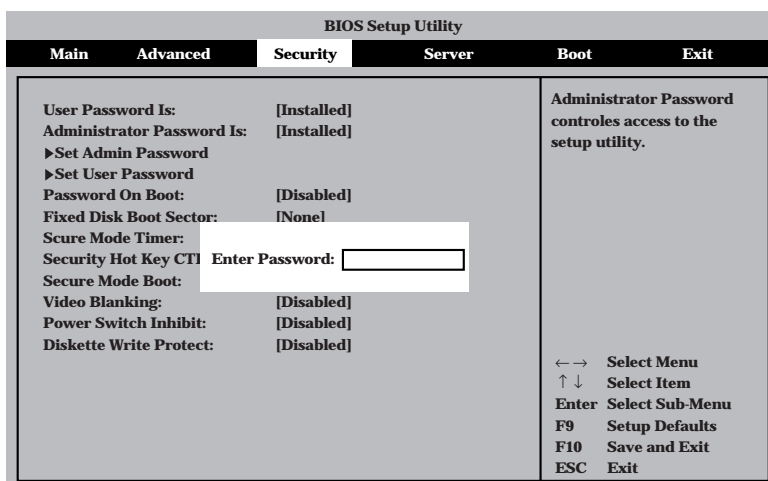 BIOS Setup Utility
Main Advanced Security Server Boot Exit
User Password Is: [Installed]
Administrator Password Is: [Installed]
▶Set Admin Password
▶Set User Password
Password On Boot: [Disabled]
Fixed Disk Boot Sector: [None]
Scure Mode Timer:
Security Hot Key
Secure Mode Boot:
Enter Password:
Video Blanking: [Disabled]
Power Switch Inhibit: [Disabled]
Diskette Write Protect: [Disabled]
Administrator Password
controles access to the
setup utility.
←→ Select Menu
↑↓ Select Item
Enter Select Sub-Menu
F9 Setup Defaults
F10 Save and Exit
ESC Exit